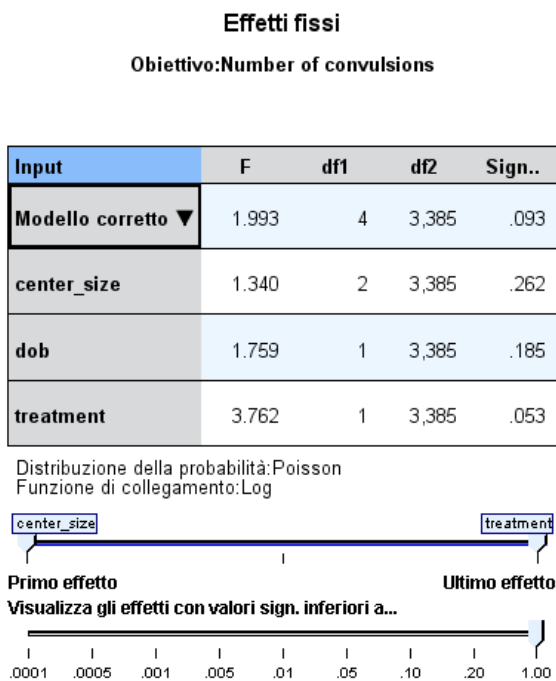 Effetti fissi
Obiettivo:Number of convulsions
Input F df1 df2 Sign..
Modello corretto ▼ 1.993 4 3,385 .093
center_size 1.340 2 3,385 .262
dob 1.759 1 3,385 .185
treatment 3.762 1 3,385 .053
Distribuzione della probabilità:Poisson
Funzione di collegamento:Log
center_size treatment
Primo effetto Ultimo effetto
Visualizza gli effetti con valori sign. inferiori a...
.0001 .0005 .001 .005 .01 .05 .10 .20 1.00